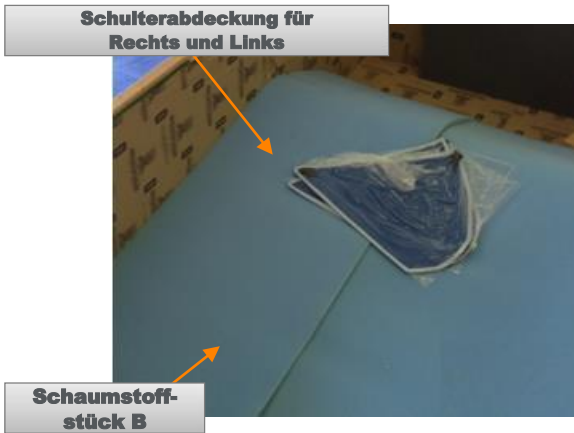 Schulterabdeckung für
Rechts und Links
Schaumstoff-
stück B